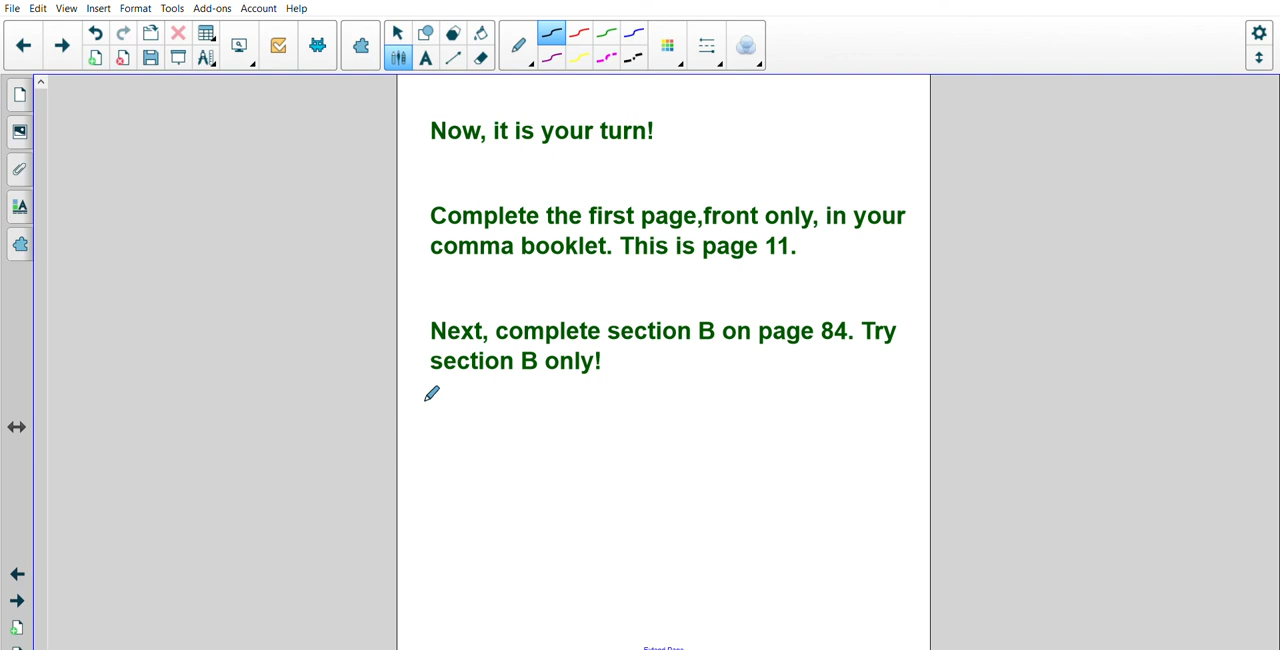 File Edit View Insert Format Tools Add-ons Account Help
Now, it is your turn!
Complete the first page,front only, in your
comma booklet. This is page 11.
Next, complete section B on page 84. Try
section B only!
Extend Page